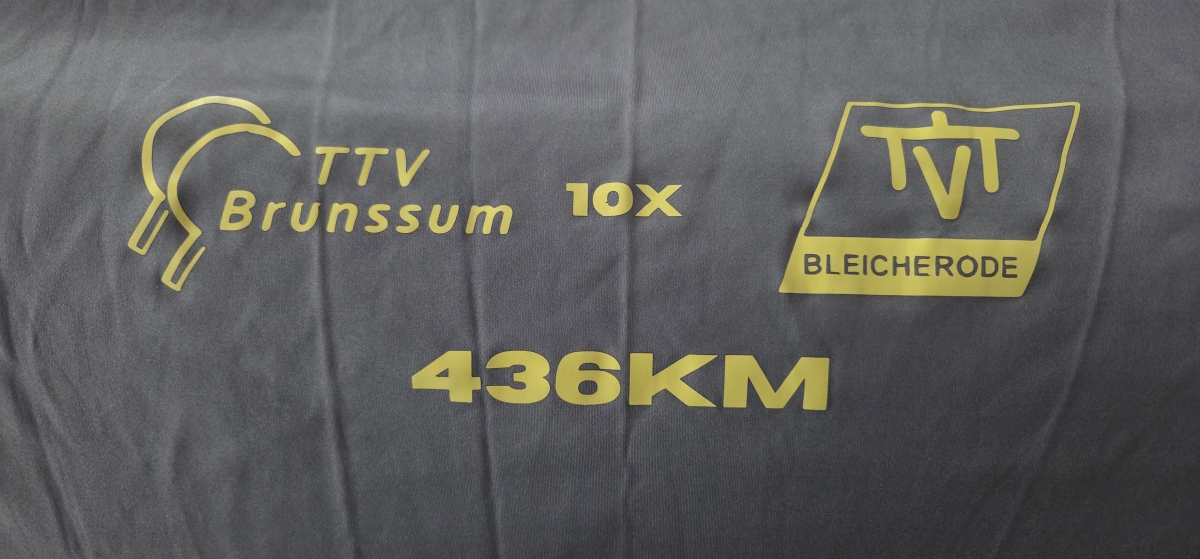 TTV
Brunssum
10X
TVT
BLEICHERODE
436KM